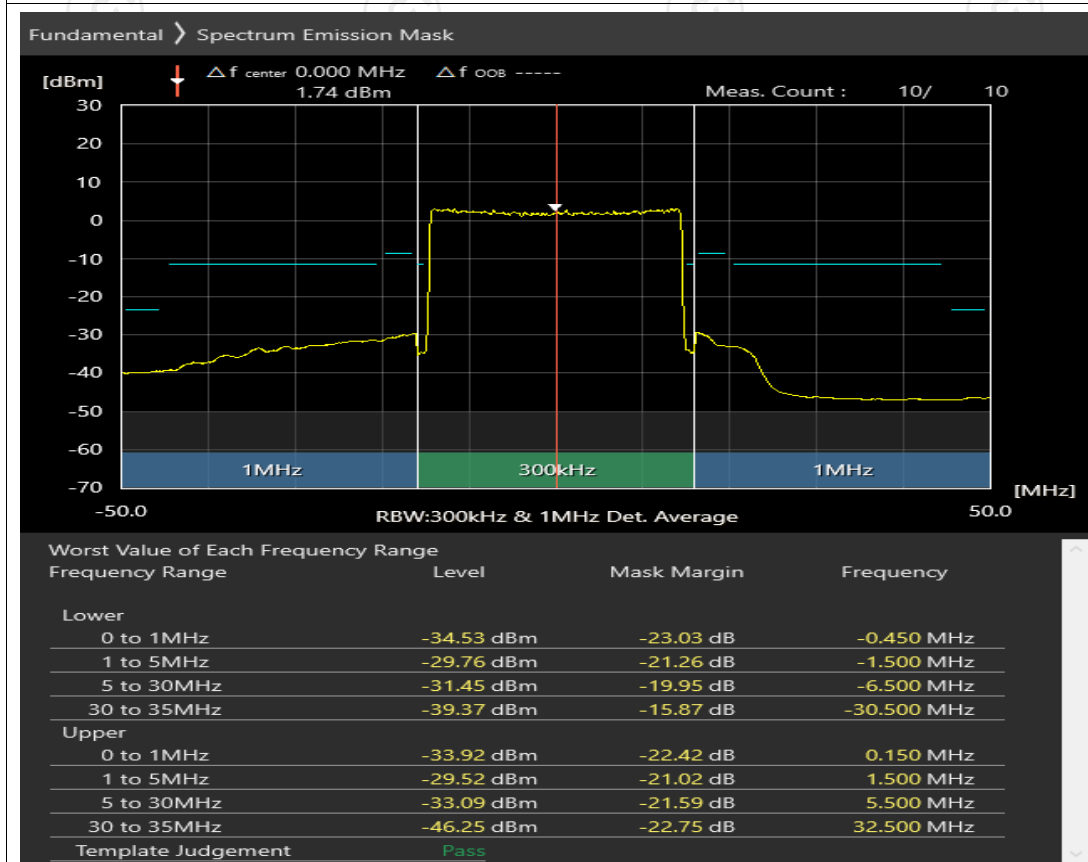 Fundamental ❯ Spectrum Emission Mask
△f center 0.000 MHz △f OOB -----
[dBm] 1.74 dBm Meas. Count : 10/ 10
30
20
10
0
-10
-20
-30
-40
-50
-60
1MHz 300kHz 1MHz
-70
[MHz]
-50.0 RBW:300kHz & 1MHz Det. Average 50.0
Worst Value of Each Frequency Range
Frequency Range Level Mask Margin Frequency
Lower
0 to 1MHz -34.53 dBm -23.03 dB -0.450 MHz
1 to 5MHz -29.76 dBm -21.26 dB -1.500 MHz
5 to 30MHz -31.45 dBm -19.95 dB -6.500 MHz
30 to 35MHz -39.37 dBm -15.87 dB -30.500 MHz
Upper
0 to 1MHz -33.92 dBm -22.42 dB 0.150 MHz
1 to 5MHz -29.52 dBm -21.02 dB 1.500 MHz
5 to 30MHz -33.09 dBm -21.59 dB 5.500 MHz
30 to 35MHz -46.25 dBm -22.75 dB 32.500 MHz
Template Judgement Pass